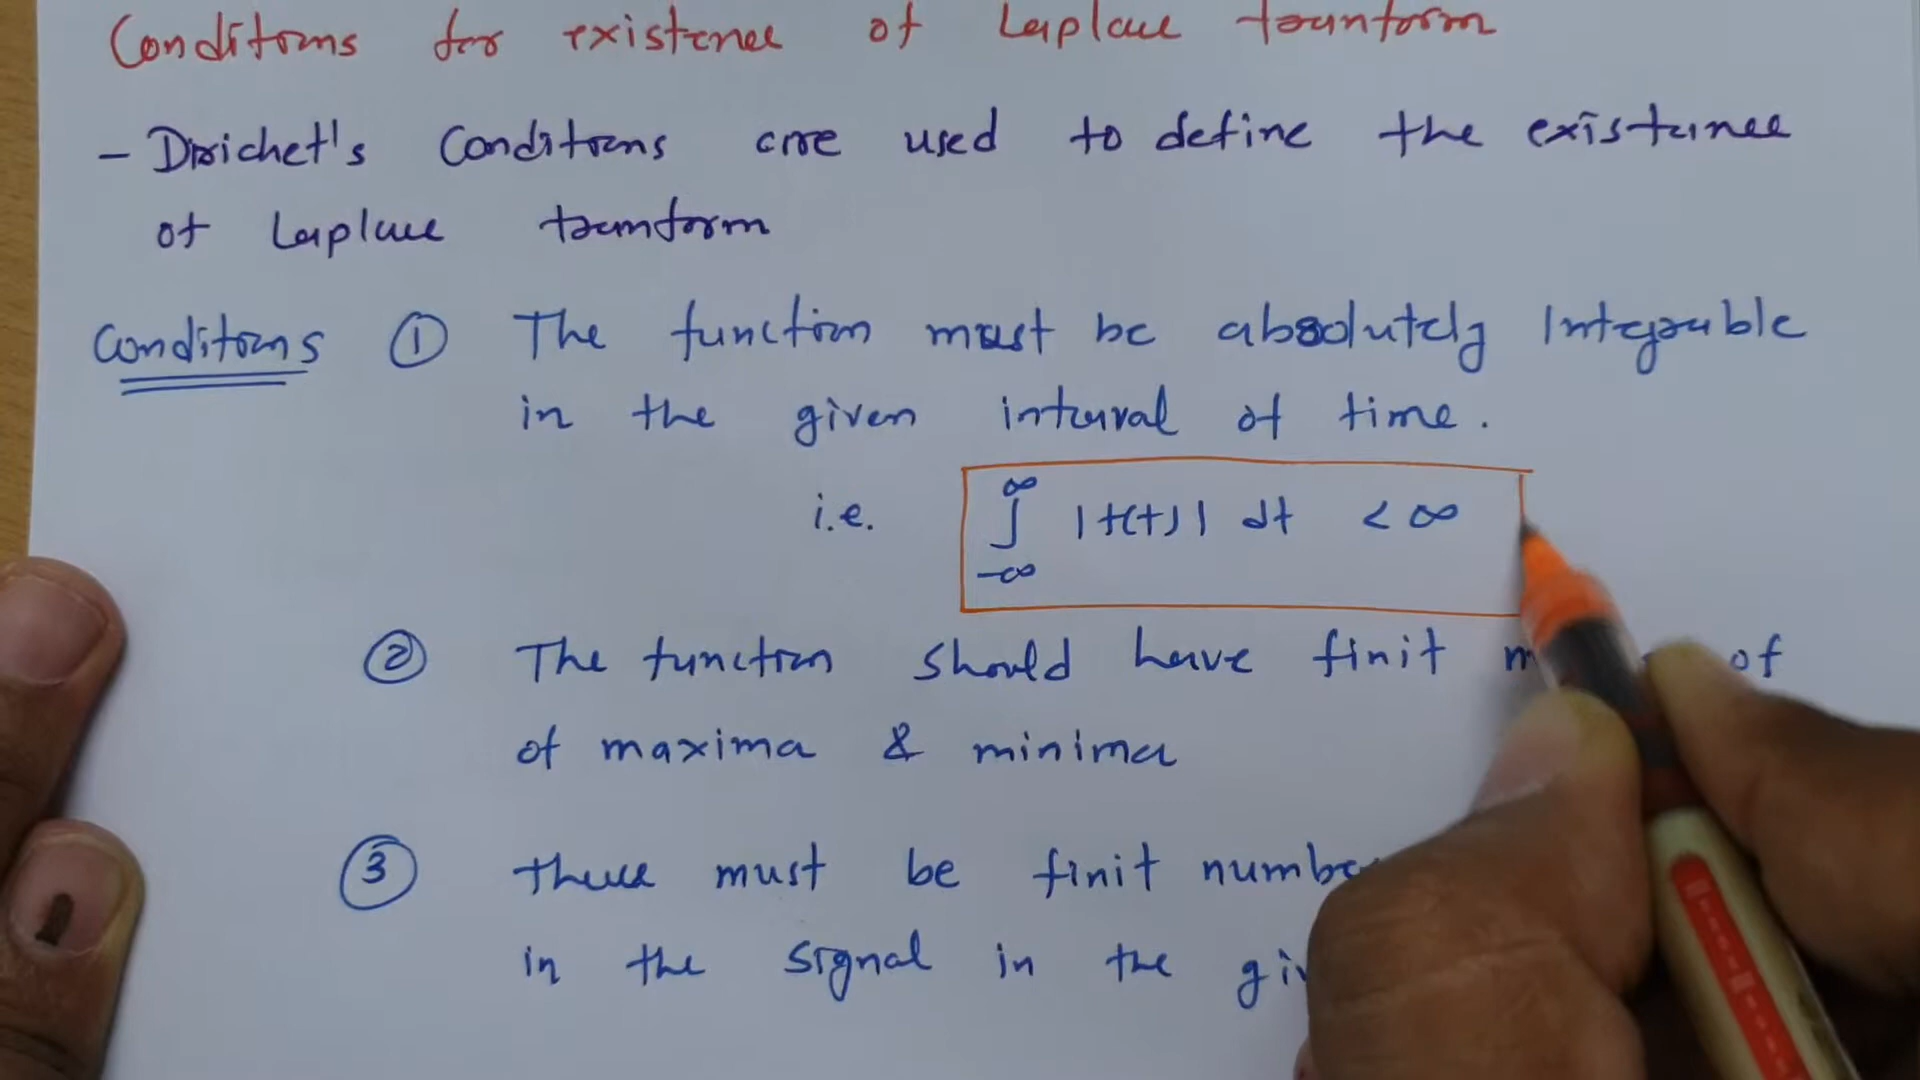 Conditions for existence of Laplace transform
- Dirichet's Conditions are used to define the existance
of Laplace transform
Conditions ① The function must be absolutely Integrable
in the given interval of time.
i.e. ∫_{-∞}^{∞} |f(t)| dt < ∞
② The function should have finit of
of maxima & minima
③ there must be finit
in the signal in the